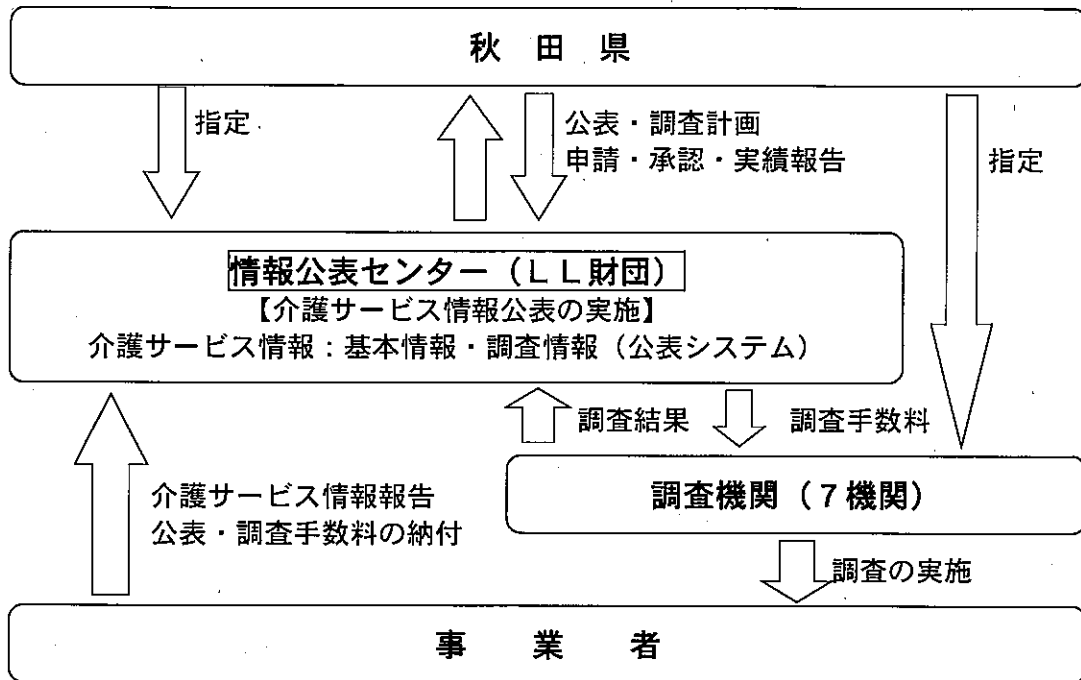 秋田県
指定
公表・調査計画
申請・承認・実績報告
指定
情報公表センター（ＬＬ財団）
【介護サービス情報公表の実施】
介護サービス情報：基本情報・調査情報（公表システム）
調査結果
調査手数料
介護サービス情報報告
公表・調査手数料の納付
調査機関（７機関）
調査の実施
事業者